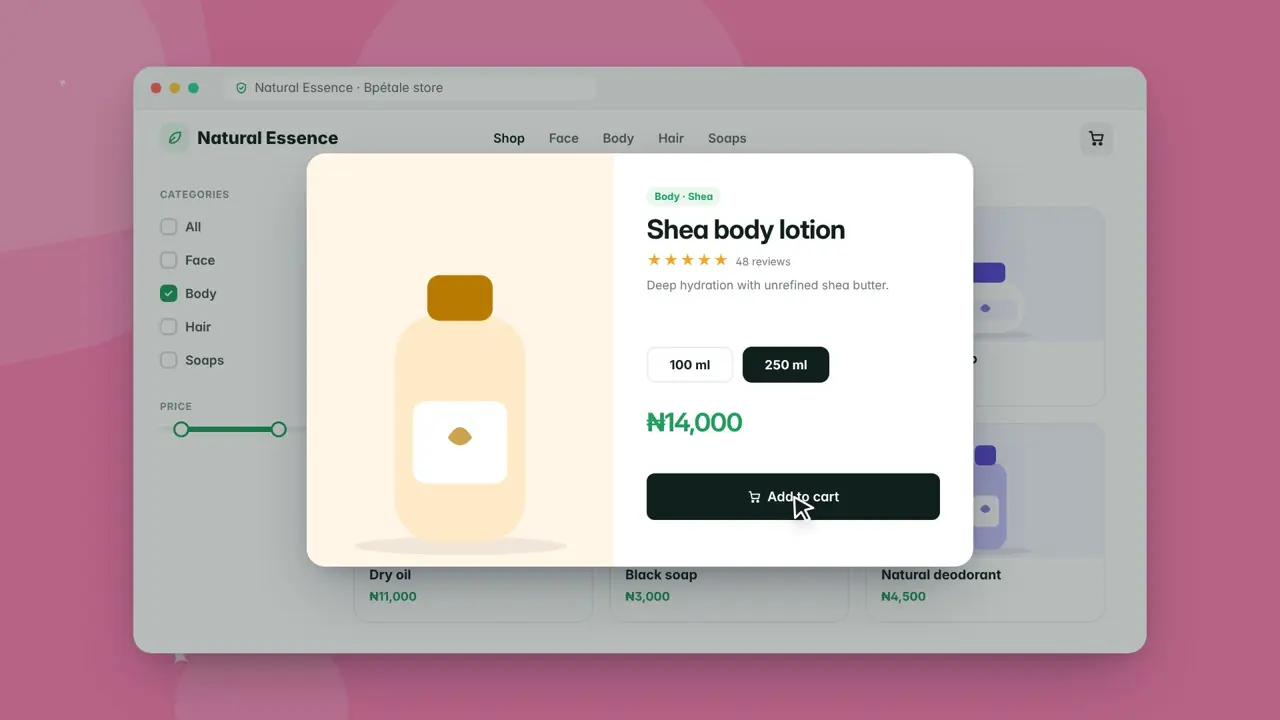 Natural Essence · Bpétale store
Natural Essence
Shop Face Body Hair Soaps
CATEGORIES
All
Face
Body
Hair
Soaps
PRICE
Body · Shea
Shea body lotion
★★★★★ 48 reviews
Deep hydration with unrefined shea butter.
100 ml 250 ml
₦14,000
Add to cart
Dry oil
₦11,000
Black soap
₦3,000
Natural deodorant
₦4,500